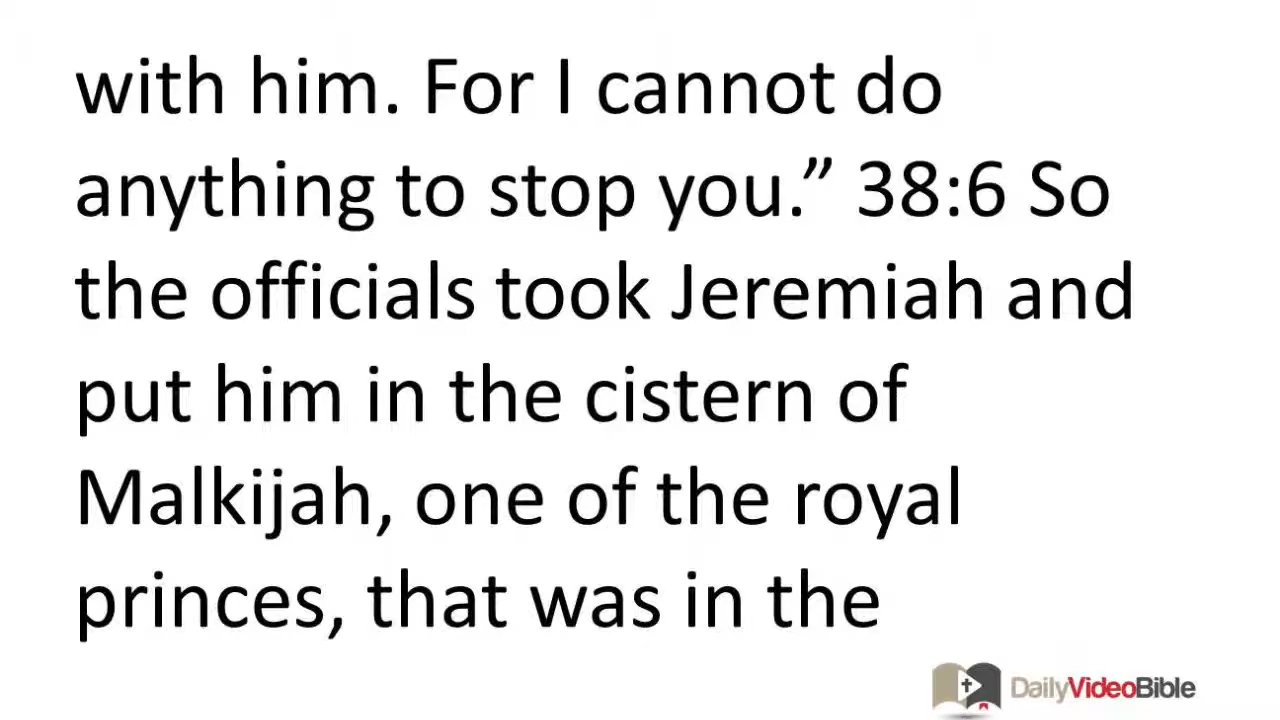 with him. For I cannot do
anything to stop you.” 38:6 So
the officials took Jeremiah and
put him in the cistern of
Malkijah, one of the royal
princes, that was in the
DailyVideoBible